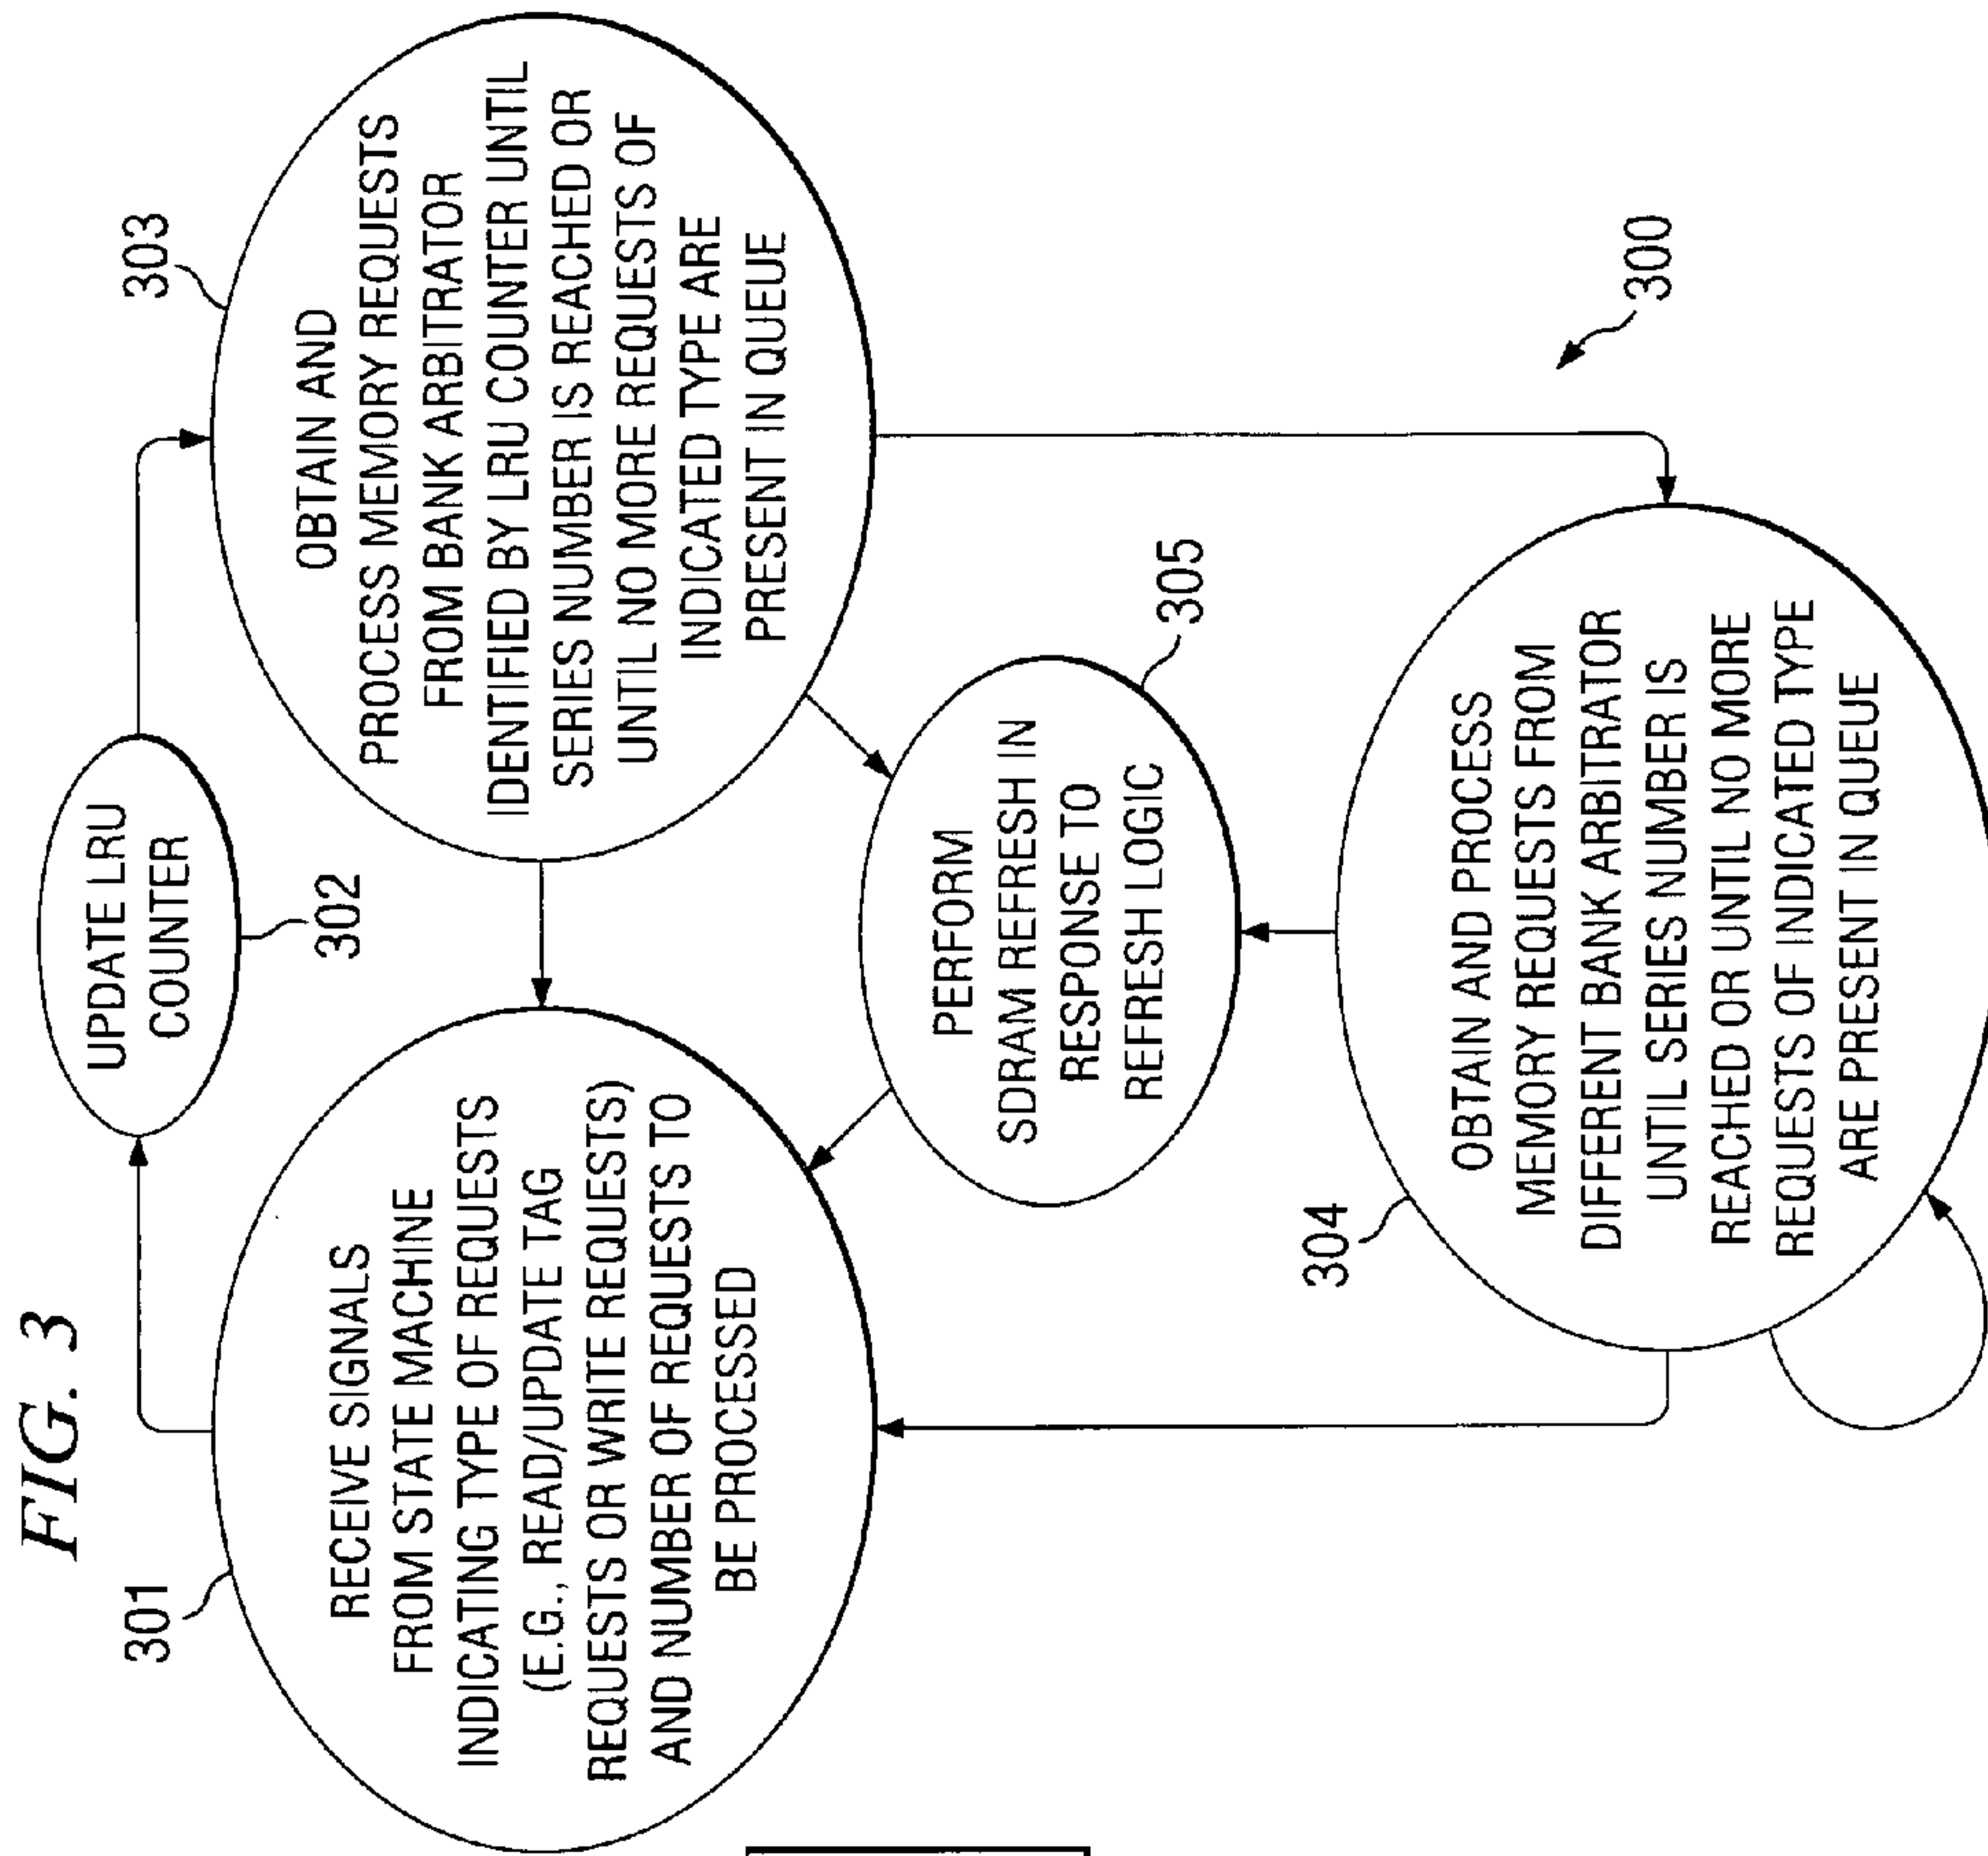 FIG. 3
301
RECEIVE SIGNALS
FROM STATE MACHINE
INDICATING TYPE OF REQUESTS
(E.G., READ/UPDATE TAG
REQUESTS OR WRITE REQUESTS)
AND NUMBER OF REQUESTS TO
BE PROCESSED
UPDATE LRU
COUNTER
302
303
OBTAIN AND
PROCESS MEMORY REQUESTS
FROM BANK ARBITRATOR
IDENTIFIED BY LRU COUNTER UNTIL
SERIES NUMBER IS REACHED OR
UNTIL NO MORE REQUESTS OF
INDICATED TYPE ARE
PRESENT IN QUEUE
PERFORM
SDRAM REFRESH IN
RESPONSE TO
REFRESH LOGIC
305
304
OBTAIN AND PROCESS
MEMORY REQUESTS FROM
DIFFERENT BANK ARBITRATOR
UNTIL SERIES NUMBER IS
REACHED OR UNTIL NO MORE
REQUESTS OF INDICATED TYPE
ARE PRESENT IN QUEUE
300